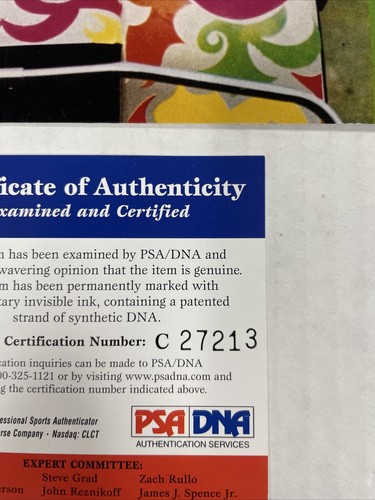 icate of Authenticity
xamined and Certified
m has been examined by PSA/DNA and
wavering opinion that the item is genuine.
m has been permanently marked with
tary invisible ink, containing a patented
strand of synthetic DNA.
Certification Number: C 27213
cation inquiries can be made to PSA/DNA
00-325-1121 or by visiting www.psadna.com and
g the certification number indicated above.
essional Sports Authenticator
rse Company - Nasdaq: CLCT
PSA DNA
AUTHENTICATION SERVICES
EXPERT COMMITTEE:
Steve Grad Zach Rullo
erson John Reznikoff James J. Spence Jr.